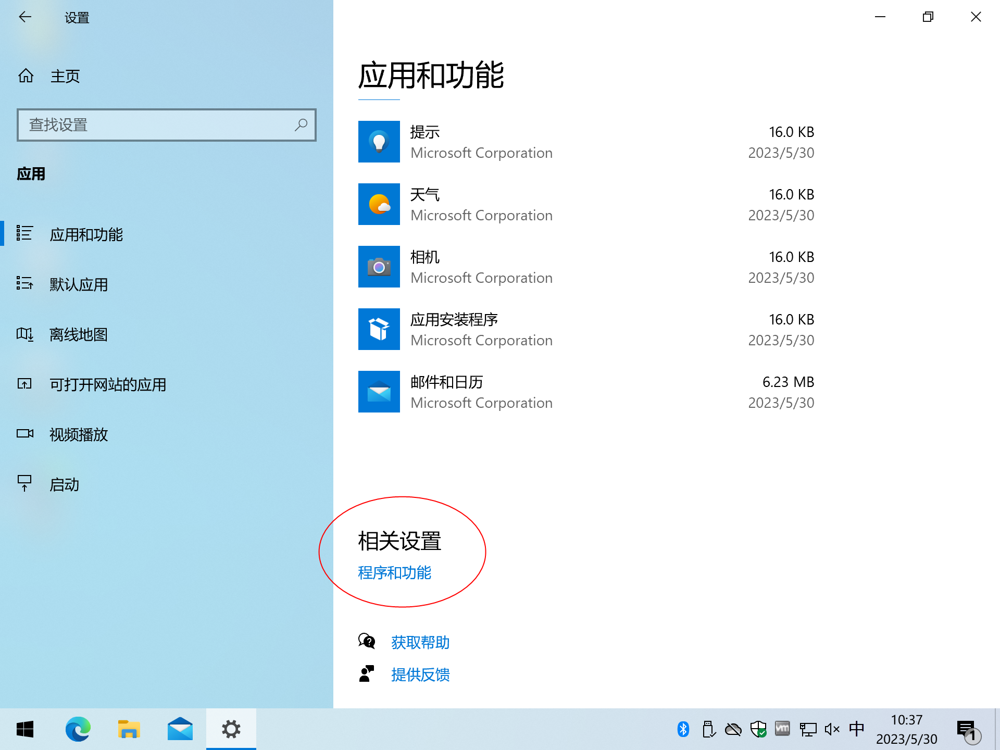 设置
主页
查找设置
应用
应用和功能
默认应用
离线地图
可打开网站的应用
视频播放
启动
应用和功能
提示
16.0 KB
Microsoft Corporation
2023/5/30
天气
16.0 KB
Microsoft Corporation
2023/5/30
相机
16.0 KB
Microsoft Corporation
2023/5/30
应用安装程序
16.0 KB
Microsoft Corporation
2023/5/30
邮件和日历
6.23 MB
Microsoft Corporation
2023/5/30
相关设置
程序和功能
获取帮助
提供反馈
vm
中
10:37
2023/5/30
1